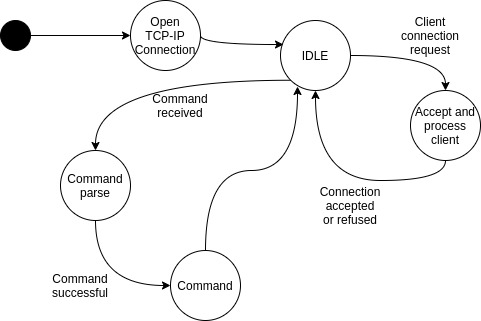 Open
TCP-IP
Connection
IDLE
Client
connection
request
Accept and
process
client
Connection
accepted
or refused
Command
received
Command
parse
Command
successful
Command